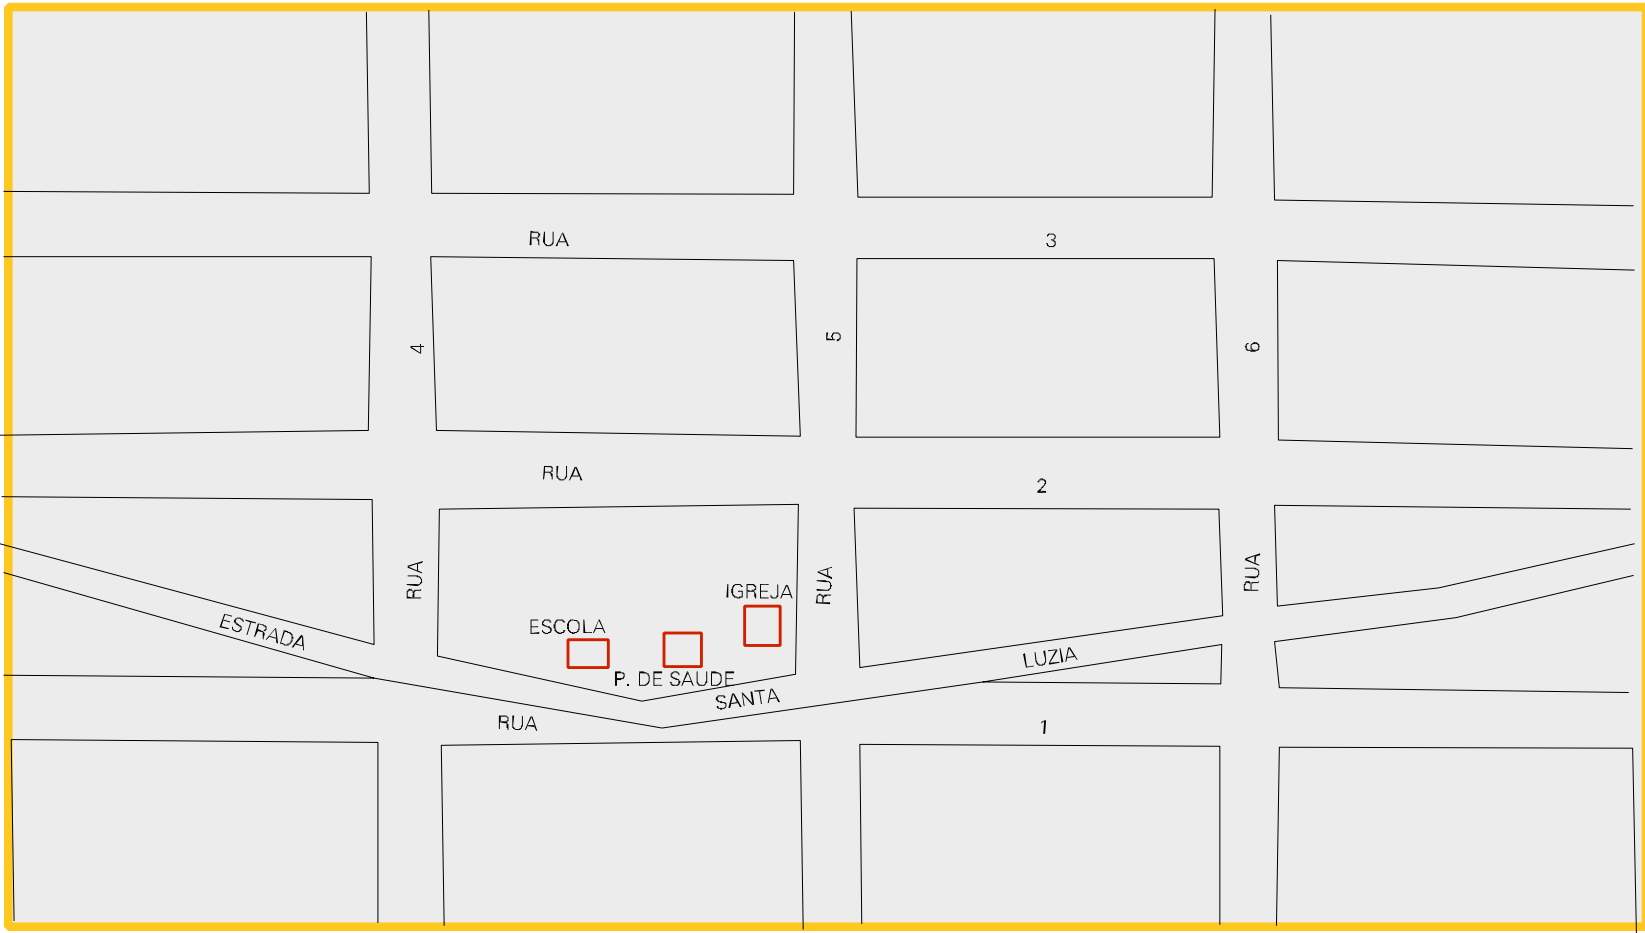 RUA 3
4
5
6
RUA 2
RUA
RUA
RUA
IGREJA
ESCOLA
P. DE SAUDE
ESTRADA SANTA LUZIA
RUA 1